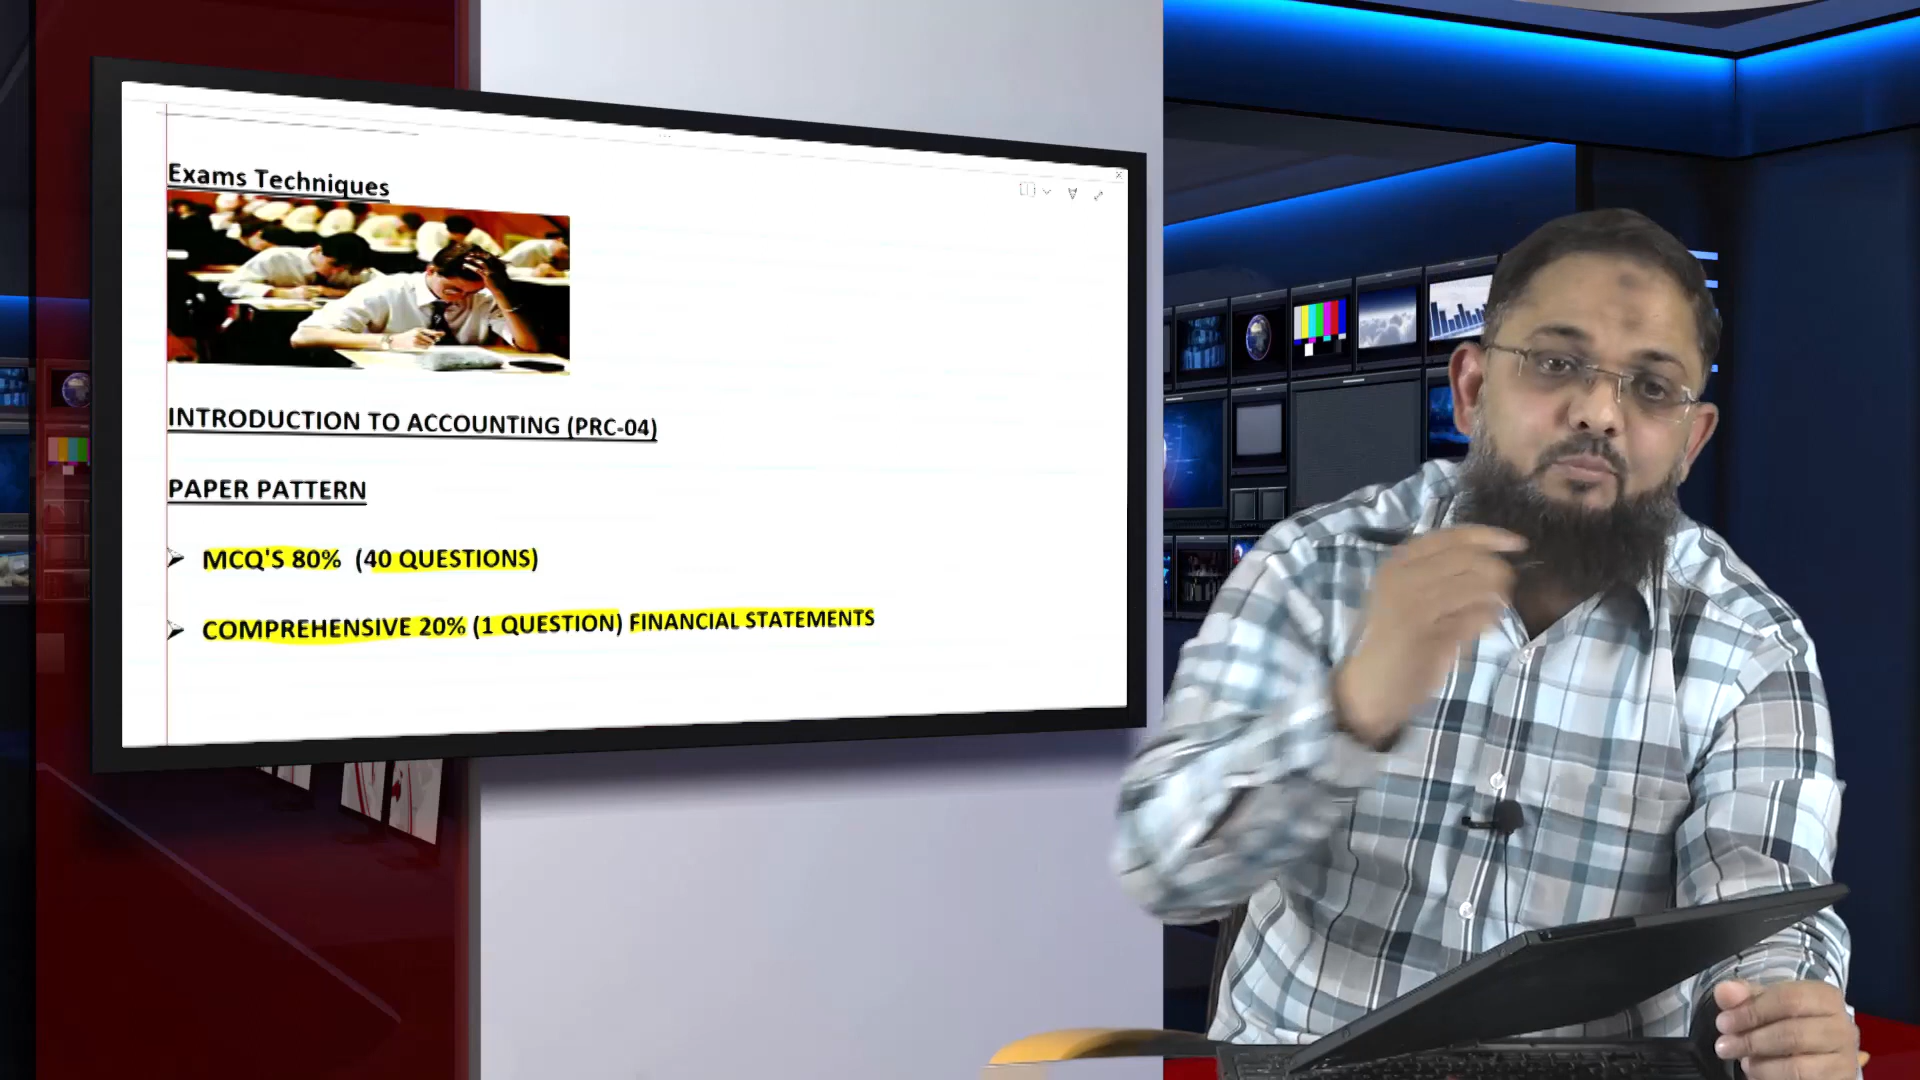 Exams Techniques
INTRODUCTION TO ACCOUNTING (PRC-04)
PAPER PATTERN
MCQ'S 80% (40 QUESTIONS)
COMPREHENSIVE 20% (1 QUESTION) FINANCIAL STATEMENTS